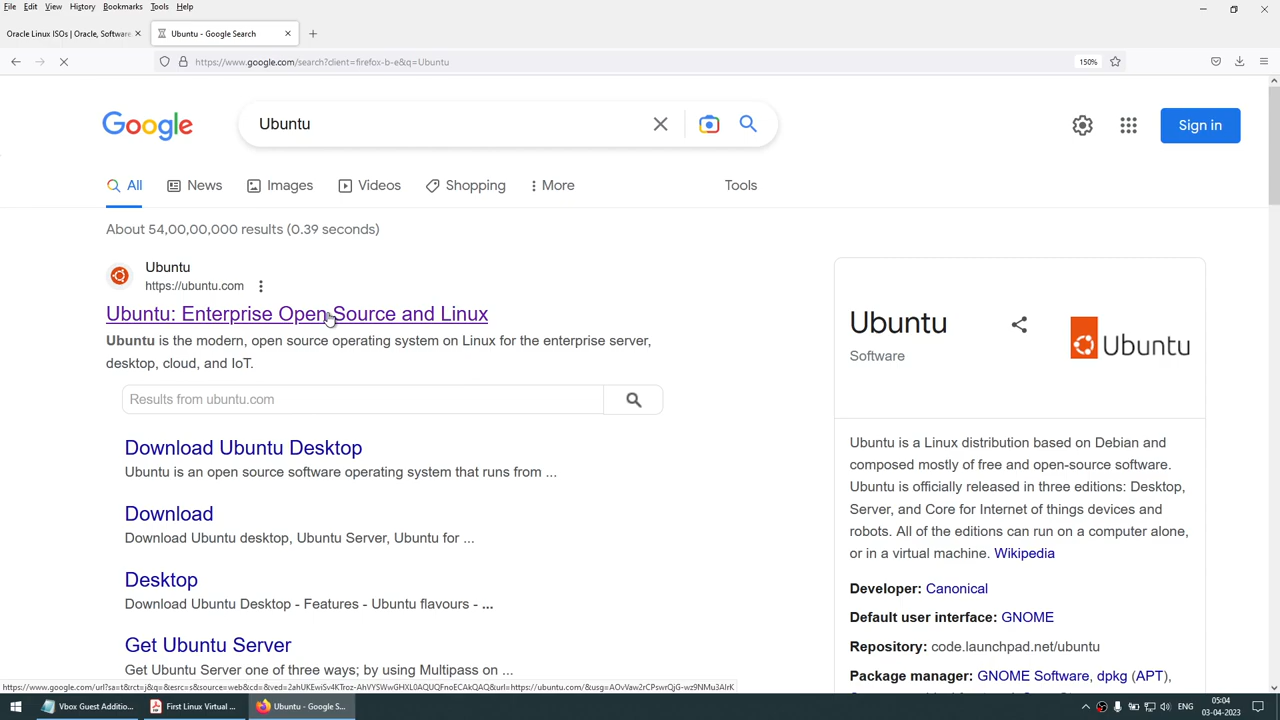 File Edit View History Bookmarks Tools Help
Oracle Linux ISOs | Oracle, Software
Ubuntu - Google Search
https://www.google.com/search?client=firefox-b-e&q=Ubuntu
150%
Google
Ubuntu
Sign in
All
News
Images
Videos
Shopping
More
Tools
About 54,00,00,000 results (0.39 seconds)
Ubuntu
https://ubuntu.com
Ubuntu: Enterprise Open Source and Linux
Ubuntu is the modern, open source operating system on Linux for the enterprise server,
desktop, cloud, and IoT.
Results from ubuntu.com
Download Ubuntu Desktop
Ubuntu is an open source software operating system that runs from ...
Download
Download Ubuntu desktop, Ubuntu Server, Ubuntu for ...
Desktop
Download Ubuntu Desktop - Features - Ubuntu flavours - ...
Get Ubuntu Server
Get Ubuntu Server one of three ways; by using Multipass on ...
Ubuntu
Software
Ubuntu
Ubuntu is a Linux distribution based on Debian and
composed mostly of free and open-source software.
Ubuntu is officially released in three editions: Desktop,
Server, and Core for Internet of things devices and
robots. All of the editions can run on a computer alone,
or in a virtual machine. Wikipedia
Developer: Canonical
Default user interface: GNOME
Repository: code.launchpad.net/ubuntu
Package manager: GNOME Software, dpkg (APT),
Vbox Guest Additio...
First Linux Virtual ...
Ubuntu - Google S...
ENG
05:04
03-04-2023